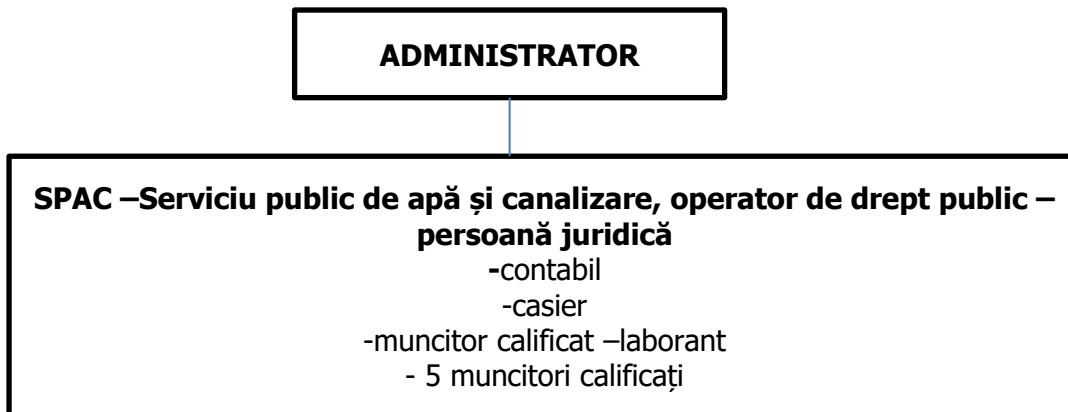 ADMINISTRATOR
SPAC –Serviciu public de apă și canalizare, operator de drept public –
persoană juridică
-contabil
-casier
-muncitor calificat –laborant
- 5 muncitori calificați